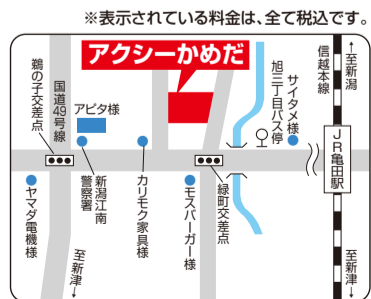 ※表示されている料金は、全て税込です。
アクシーかめだ
鵜の子交差点
国道49号線
アピタ様
旭三丁目バス停
サイタメ様
信越本線
↑至新潟
JR亀田駅
ヤマダ電機様
新潟江南警察署
カリモク家具様
モスバーガー様
緑町交差点
至新津↓
至新津↓